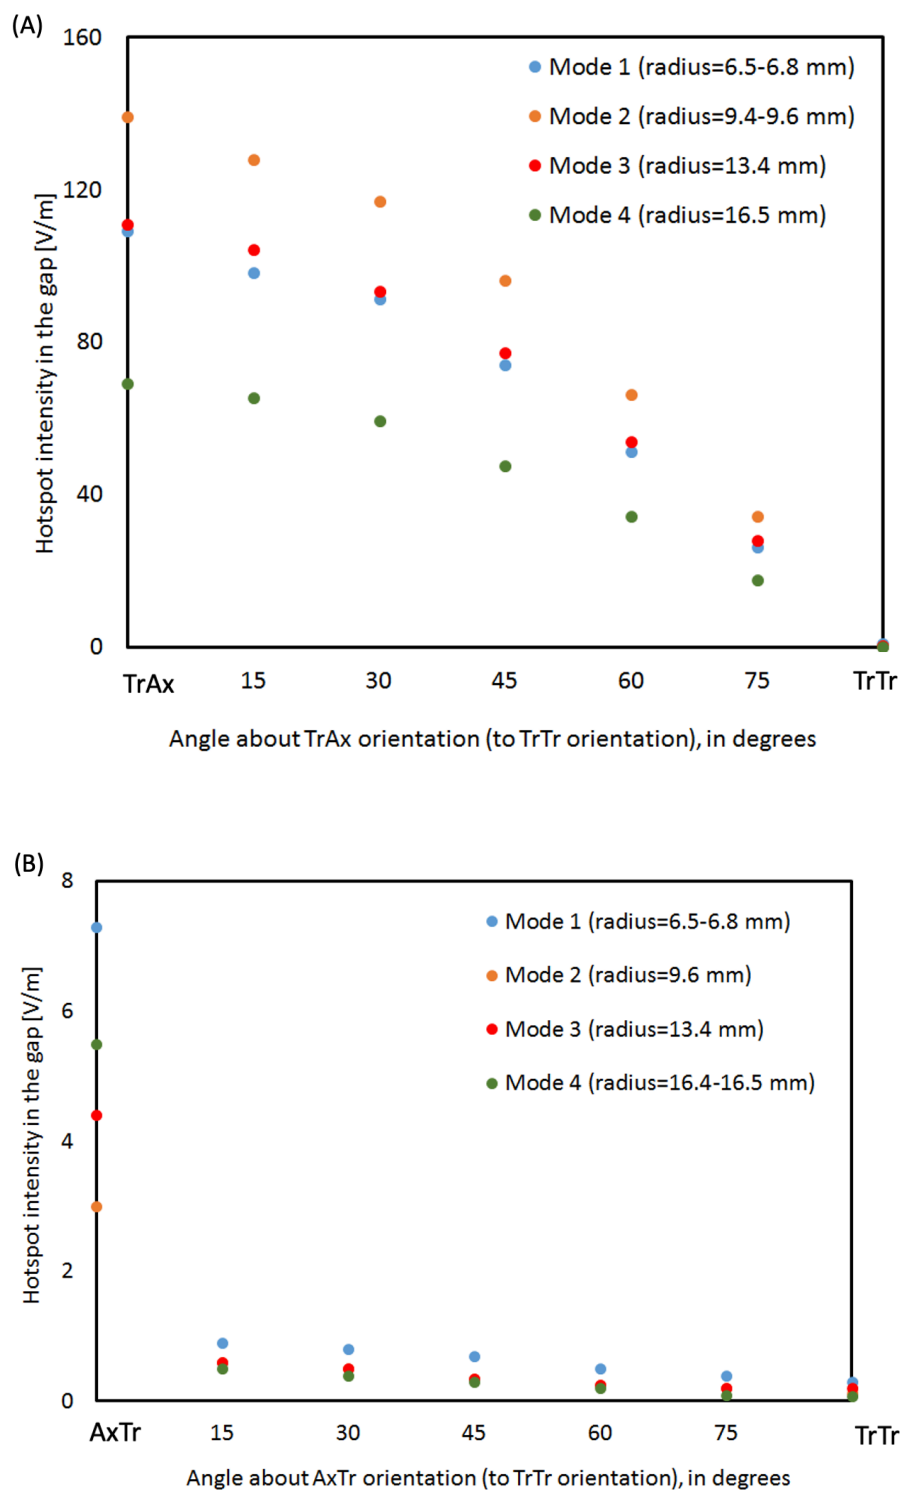 (A)
160
Mode 1 (radius=6.5-6.8 mm)
Mode 2 (radius=9.4-9.6 mm)
Mode 3 (radius=13.4 mm)
Mode 4 (radius=16.5 mm)
120
80
40
0
Hotspot intensity in the gap [V/m]
TrAx 15 30 45 60 75 TrTr
Angle about TrAx orientation (to TrTr orientation), in degrees
(B)
8
Mode 1 (radius=6.5-6.8 mm)
Mode 2 (radius=9.6 mm)
Mode 3 (radius=13.4 mm)
Mode 4 (radius=16.4-16.5 mm)
6
4
2
0
Hotspot intensity in the gap [V/m]
AxTr 15 30 45 60 75 TrTr
Angle about AxTr orientation (to TrTr orientation), in degrees